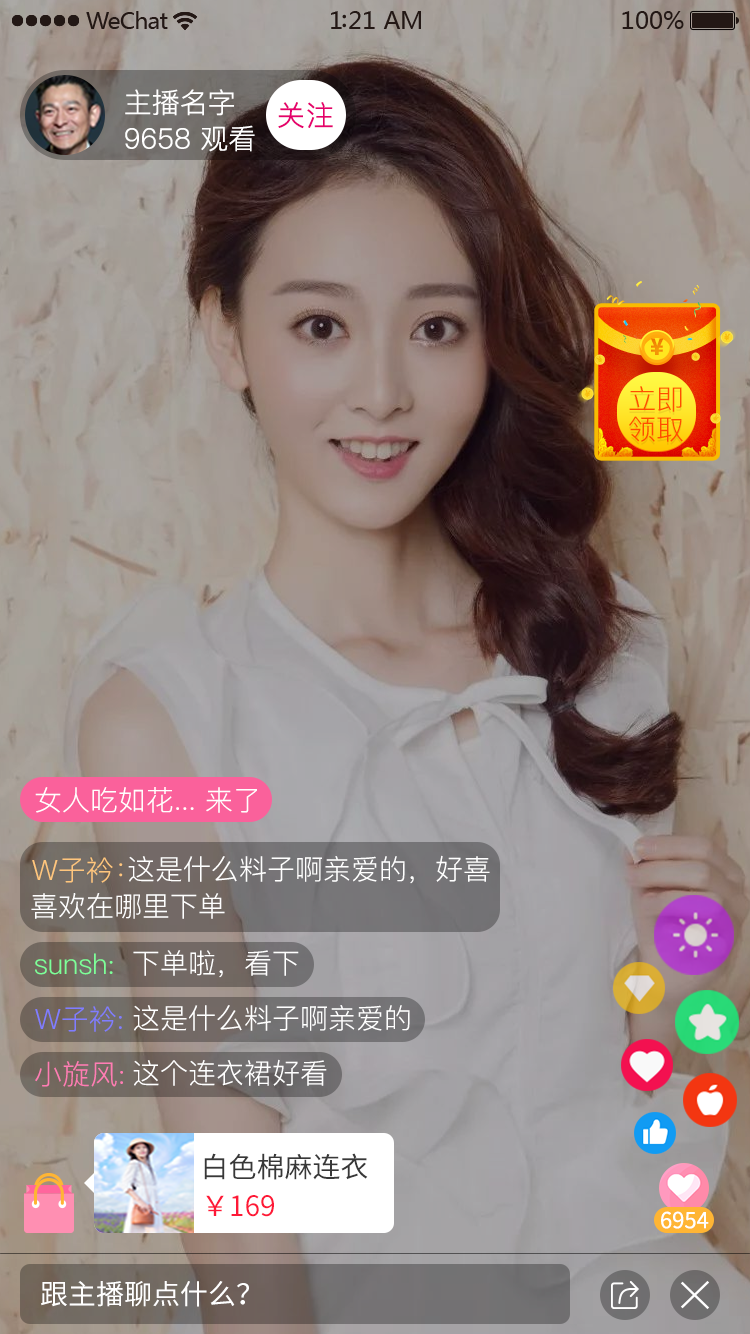 WeChat 1:21 AM 100%
主播名字
9658 观看
关注
¥
立即
领取
女人吃如花... 来了
W子衿:这是什么料子啊亲爱的，好喜
喜欢在哪里下单
sunsh: 下单啦，看下
W子衿: 这是什么料子啊亲爱的
小旋风: 这个连衣裙好看
白色棉麻连衣
￥169
6954
跟主播聊点什么？